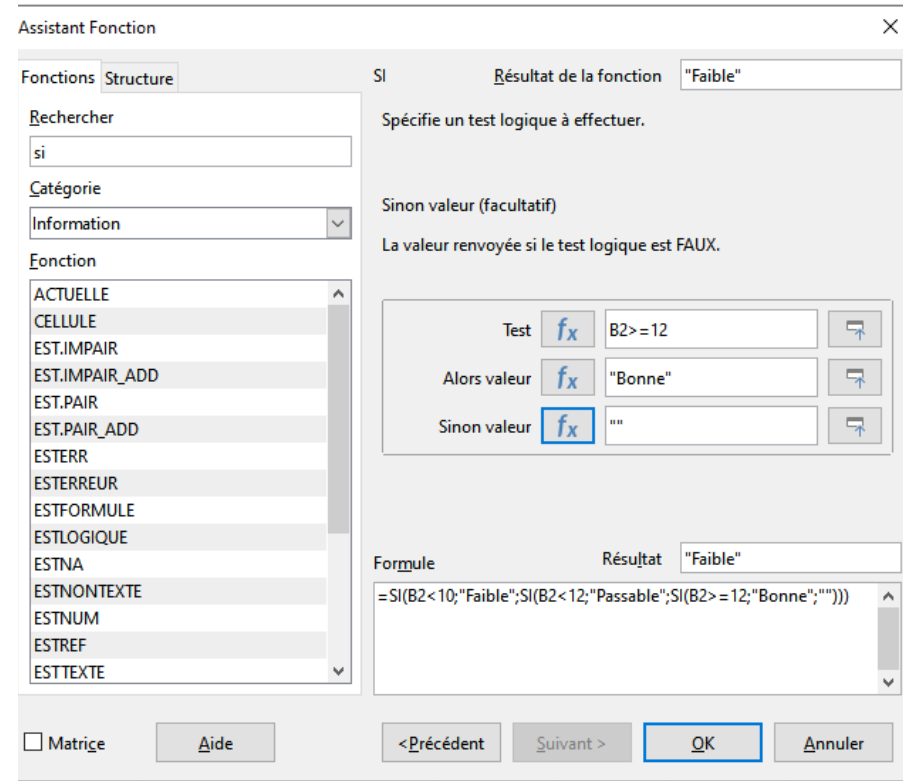 Assistant Fonction
Fonctions Structure
Rechercher
si
Catégorie
Information
Fonction
ACTUELLE
CELLULE
EST.IMPAIR
EST.IMPAIR_ADD
EST.PAIR
EST.PAIR_ADD
ESTERR
ESTERREUR
ESTFORMULE
ESTLOGIQUE
ESTNA
ESTNONTEXTE
ESTNUM
ESTREF
ESTTEXTE
SI Résultat de la fonction "Faible"
Spécifie un test logique à effectuer.
Sinon valeur (facultatif)
La valeur renvoyée si le test logique est FAUX.
Test fx B2>=12
Alors valeur fx "Bonne"
Sinon valeur fx ""
Formule Résultat "Faible"
=SI(B2<10;"Faible";SI(B2<12;"Passable";SI(B2>=12;"Bonne";"")))
Matrice Aide <Précédent Suivant > OK Annuler